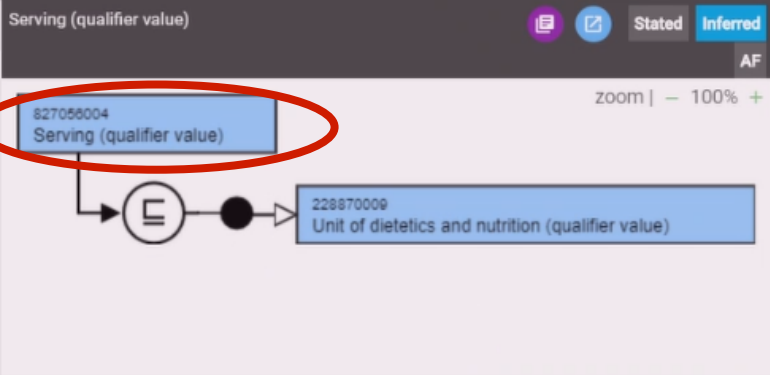 Serving (qualifier value)
Stated
Inferred
AF
zoom | – 100% +
827056004
Serving (qualifier value)
⊑
228870009
Unit of dietetics and nutrition (qualifier value)